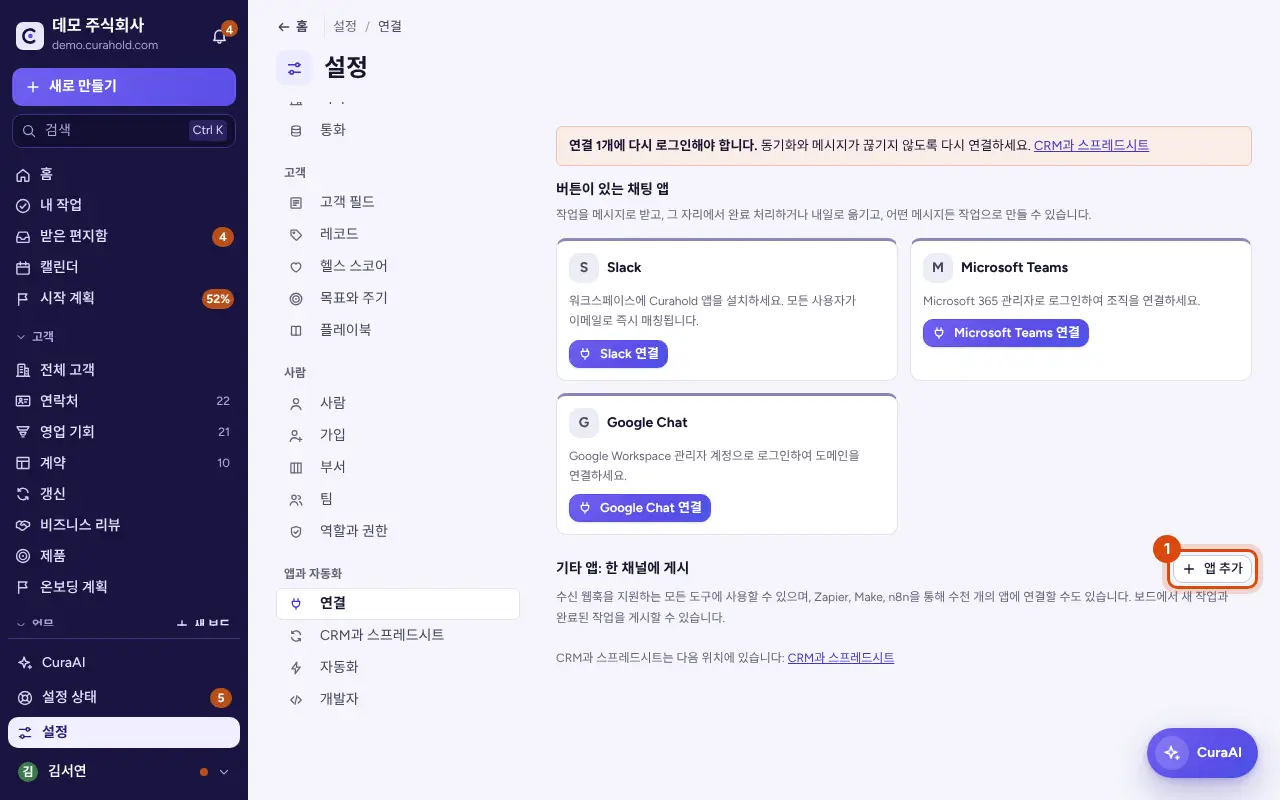 데모 주식회사
demo.curahold.com
4
새로 만들기
검색
Ctrl K
홈
내 작업
받은 편지함
4
캘린더
시작 계획
52%
고객
전체 고객
연락처
22
영업 기회
21
계약
10
갱신
비즈니스 리뷰
제품
온보딩 계획
CuraAI
설정 상태
5
설정
김
김서연
홈
설정 / 연결
설정
통화
고객
고객 필드
레코드
헬스 스코어
목표와 주기
플레이북
사람
사람
가입
부서
팀
역할과 권한
앱과 자동화
연결
CRM과 스프레드시트
자동화
개발자
연결 1개에 다시 로그인해야 합니다. 동기화와 메시지가 끊기지 않도록 다시 연결하세요. CRM과 스프레드시트
버튼이 있는 채팅 앱
작업을 메시지로 받고, 그 자리에서 완료 처리하거나 내일로 옮기고, 어떤 메시지든 작업으로 만들 수 있습니다.
S
Slack
워크스페이스에 Curahold 앱을 설치하세요. 모든 사용자가
이메일로 즉시 매칭됩니다.
Slack 연결
M
Microsoft Teams
Microsoft 365 관리자로 로그인하여 조직을 연결하세요.
Microsoft Teams 연결
G
Google Chat
Google Workspace 관리자 계정으로 로그인하여 도메인을
연결하세요.
Google Chat 연결
기타 앱: 한 채널에 게시
1
앱 추가
수신 웹훅을 지원하는 모든 도구에 사용할 수 있으며, Zapier, Make, n8n을 통해 수천 개의 앱에 연결할 수도 있습니다. 보드에서 새 작업과
완료된 작업을 게시할 수 있습니다.
CRM과 스프레드시트는 다음 위치에 있습니다: CRM과 스프레드시트
CuraAI